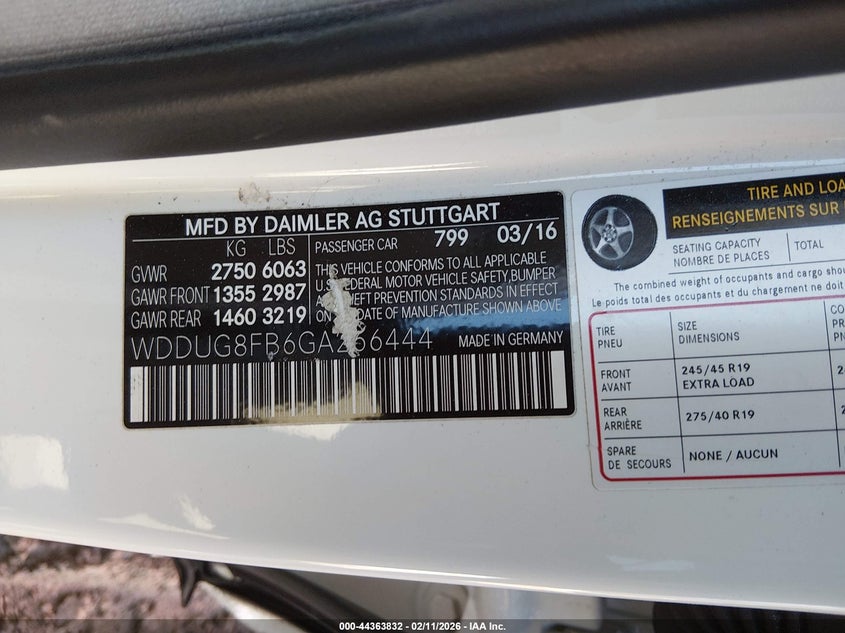 MFD BY DAIMLER AG STUTTGART
KG LBS
PASSENGER CAR 799 03/16
GVWR 2750 6063
GAWR FRONT 1355 2987
GAWR REAR 1460 3219
THIS VEHICLE CONFORMS TO ALL APPLICABLE
U.S. FEDERAL MOTOR VEHICLE SAFETY, BUMPER
THEFT PREVENTION STANDARDS IN EFFECT
ON DATE OF MANUFACTURE SHOWN ABOVE
MADE IN GERMANY
TIRE AND
RENSEIGNEMENTS SUR
SEATING CAPACITY
NOMBRE DE PLACES
TOTAL
The combined weight of occupants and cargo
Le poids total des occupants et du chargement ne doit
TIRE
PNEU
SIZE
DIMENSIONS
FRONT
AVANT
245/45 R19
EXTRA LOAD
REAR
ARRIÈRE
275/40 R19
SPARE
DE SECOURS
NONE / AUCUN
000-44363832 - 02/11/2026 - IAA Inc.